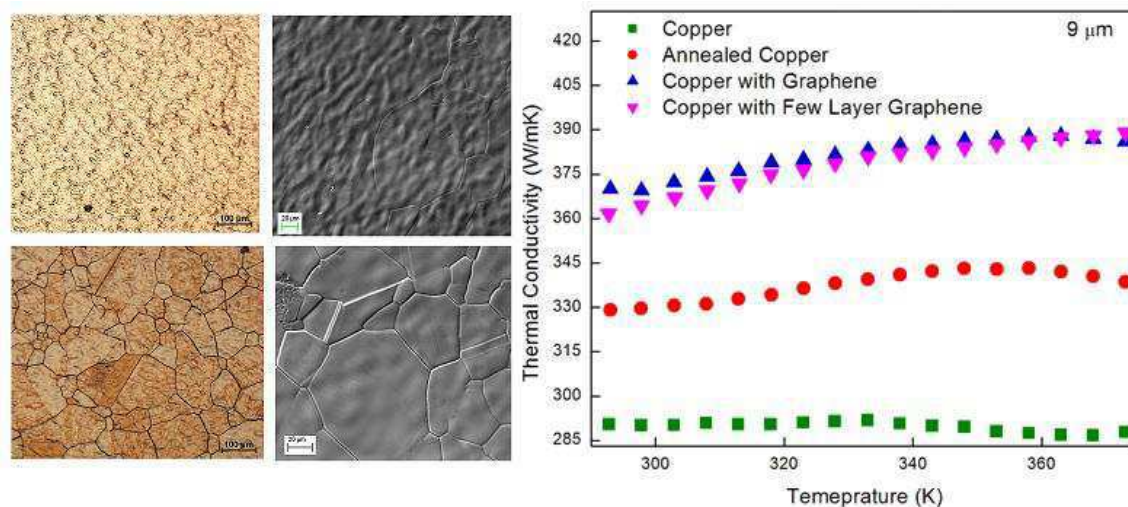 100 µm
20 µm
100 µm
20 µm
Copper
Annealed Copper
Copper with Graphene
Copper with Few Layer Graphene
9 µm
Thermal Conductivity (W/mK)
420
405
390
375
360
345
330
315
300
285
300
320
340
360
Temeprature (K)